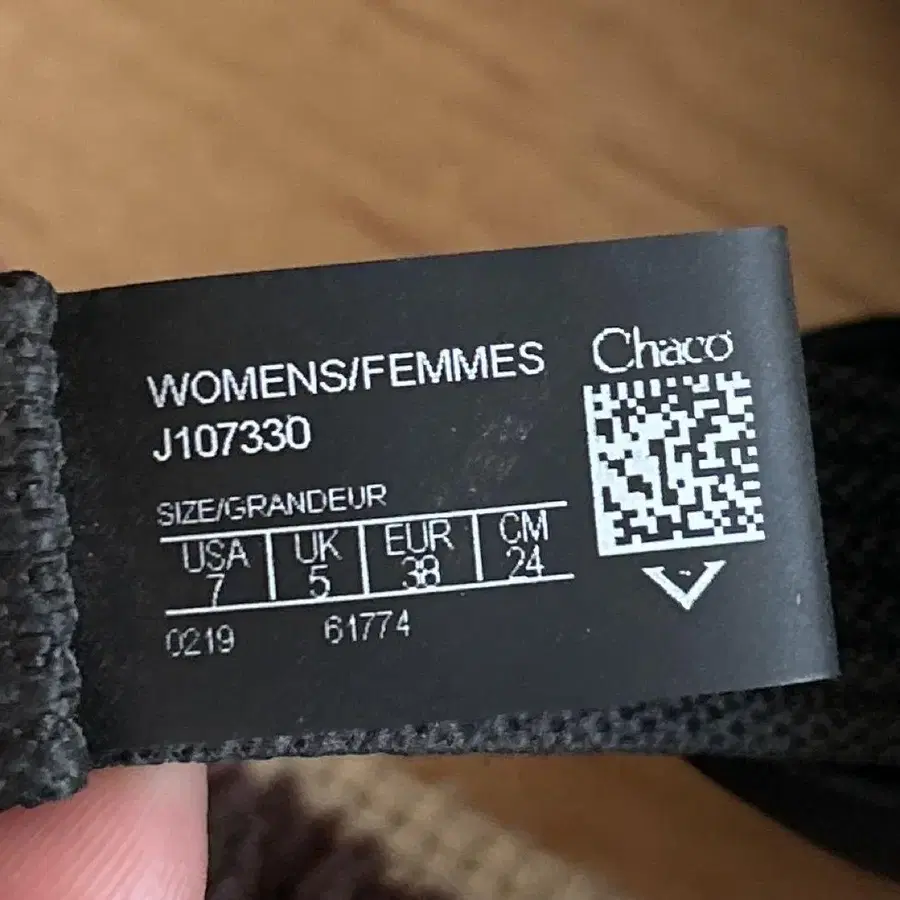 Chaco
WOMENS/FEMMES
J107330
SIZE/GRANDEUR
USA UK EUR CM
7 5 38 24
0219 61774